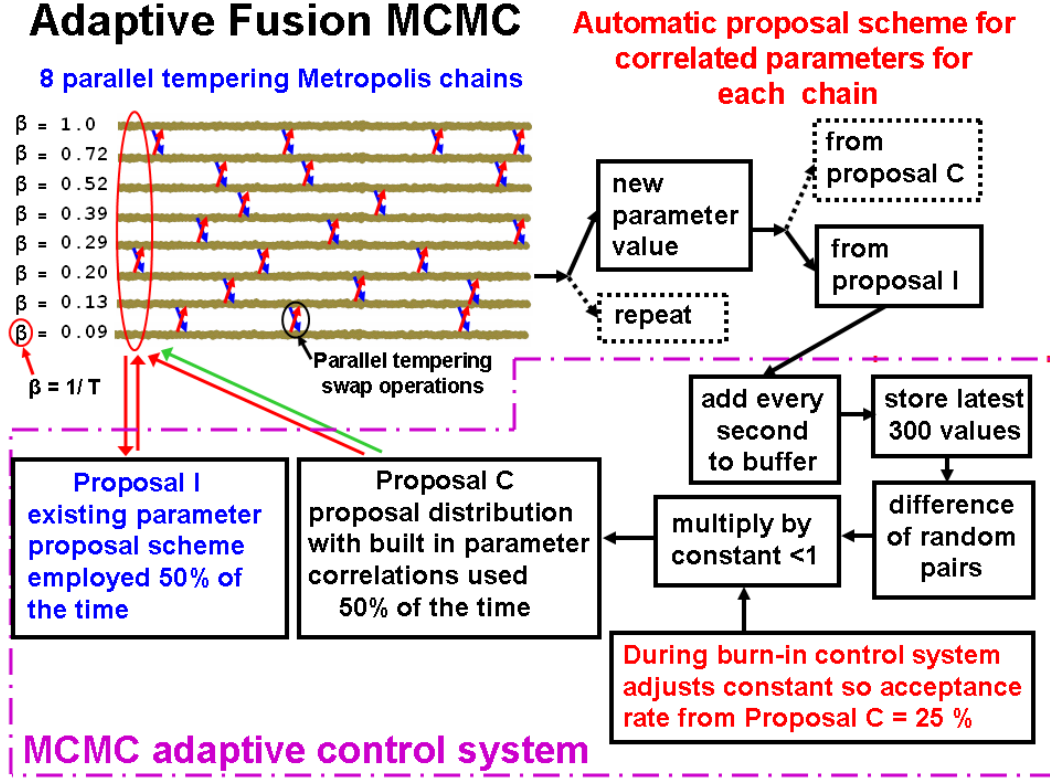 Adaptive Fusion MCMC
8 parallel tempering Metropolis chains
β = 1.0
β = 0.72
β = 0.52
β = 0.39
β = 0.29
β = 0.20
β = 0.13
β = 0.09
β = 1/ T
Parallel tempering
swap operations
Automatic proposal scheme for
correlated parameters for
each chain
new
parameter
value
repeat
from
proposal C
from
proposal I
add every
second
to buffer
store latest
300 values
difference
of random
pairs
multiply by
constant <1
Proposal C
proposal distribution
with built in parameter
correlations used
50% of the time
Proposal I
existing parameter
proposal scheme
employed 50% of
the time
During burn-in control system
adjusts constant so acceptance
rate from Proposal C = 25 %
MCMC adaptive control system